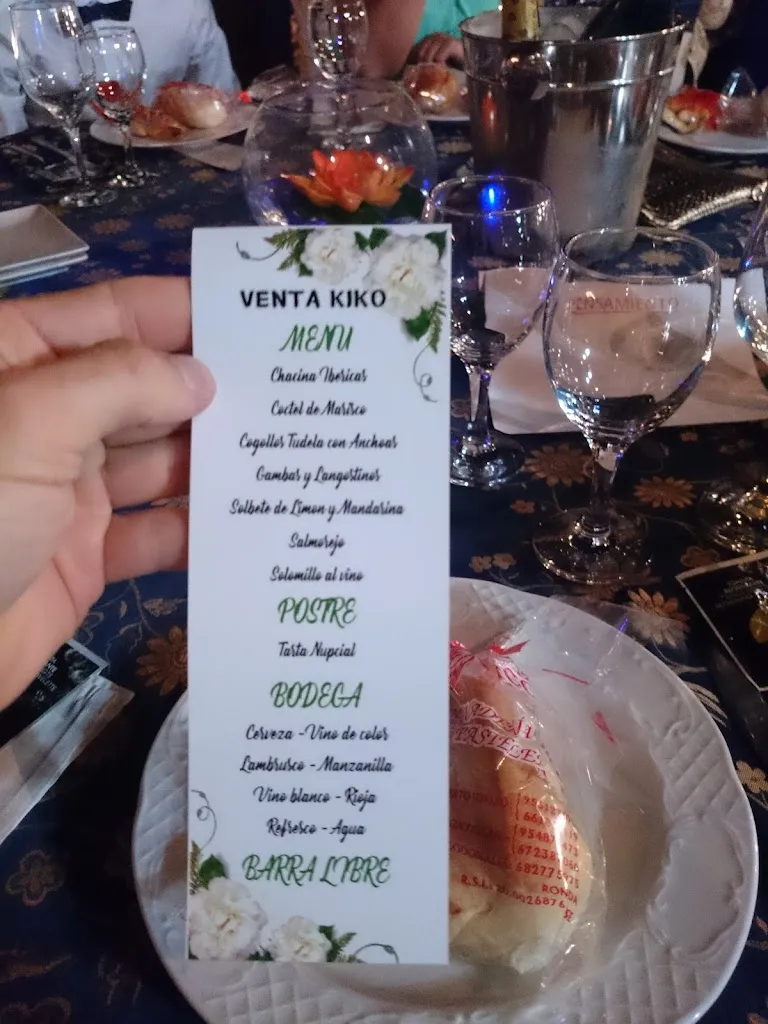 VENTA KIKO
MENU
Chacina Ibericas
Coctel de Marisco
Cogollos Tudela con Anchoas
Gambas y Langostinos
Solbete de Limon y Mandarina
Salmorejo
Solomillo al vino
POSTRE
Tarta Nupcial
BODEGA
Cerveza - Vino de color
Lambrusco - Manzanilla
Vino blanco - Rioja
Refresco - Agua
BARRA LIBRE
RONDA